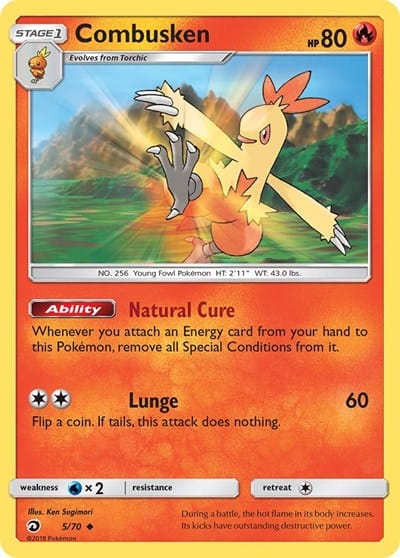 STAGE 1
Combusken
HP 80
Evolves from Torchic
NO. 256 Young Fowl Pokémon HT: 2'11" WT: 43.0 lbs.
Ability Natural Cure
Whenever you attach an Energy card from your hand to
this Pokémon, remove all Special Conditions from it.
Lunge 60
Flip a coin. If tails, this attack does nothing.
weakness ×2 resistance retreat
Illus. Ken Sugimori
5/70
©2018 Pokémon
During a battle, the hot flame in its body increases.
Its kicks have outstanding destructive power.